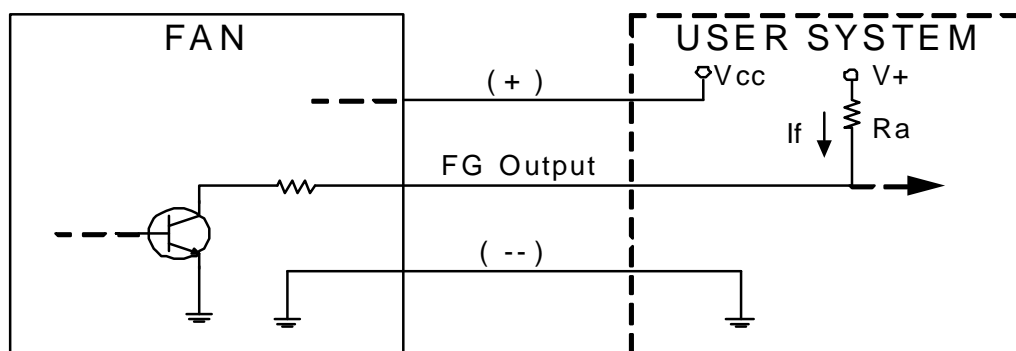 FAN
USER SYSTEM
(+)
Vcc
V+
If
Ra
FG Output
(--)